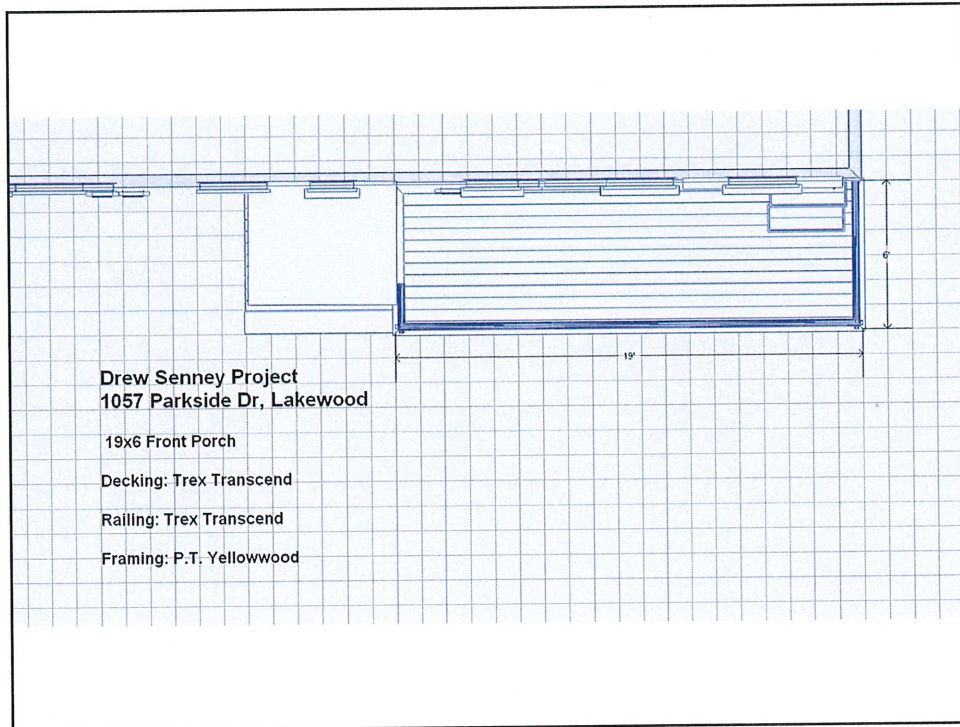 6'
19'
Drew Senney Project
1057 Parkside Dr, Lakewood
19x6 Front Porch
Decking: Trex Transcend
Railing: Trex Transcend
Framing: P.T. Yellowwood